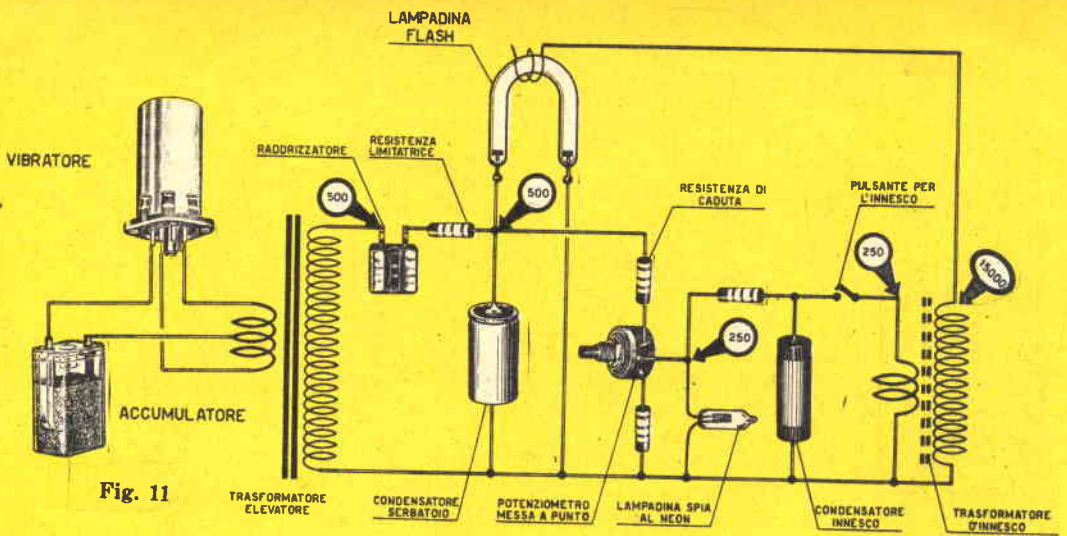 LAMPADINA
FLASH
VIBRATORE
RADDRIZZATORE
RESISTENZA
LIMITATRICE
RESISTENZA DI
CADUTA
PULSANTE PER
L'INNESCO
500
500
250
15000
250
ACCUMULATORE
Fig. 11
TRASFORMATORE
ELEVATORE
CONDENSATORE
SERBATOIO
POTENZIOMETRO
MESSA A PUNTO
LAMPADINA SPIA
AL NEON
CONDENSATORE
INNESCO
TRASFORMATORE
D'INNESCO